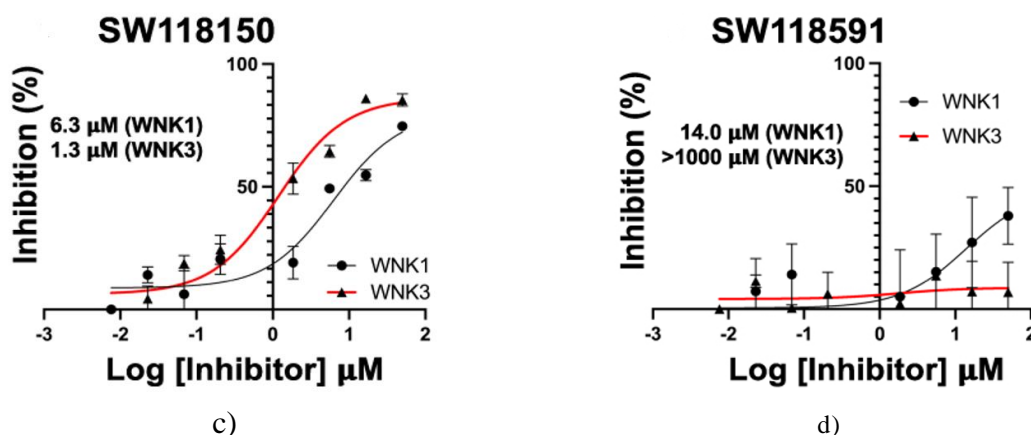 SW118150
100
50
Inhibition (%)
6.3 μM (WNK1)
1.3 μM (WNK3)
WNK1
WNK3
-3 -2 -1 0 1 2
Log [Inhibitor] μM
c)
SW118591
100
50
Inhibition (%)
14.0 μM (WNK1)
>1000 μM (WNK3)
WNK1
WNK3
-3 -2 -1 0 1 2
Log [Inhibitor] μM
d)